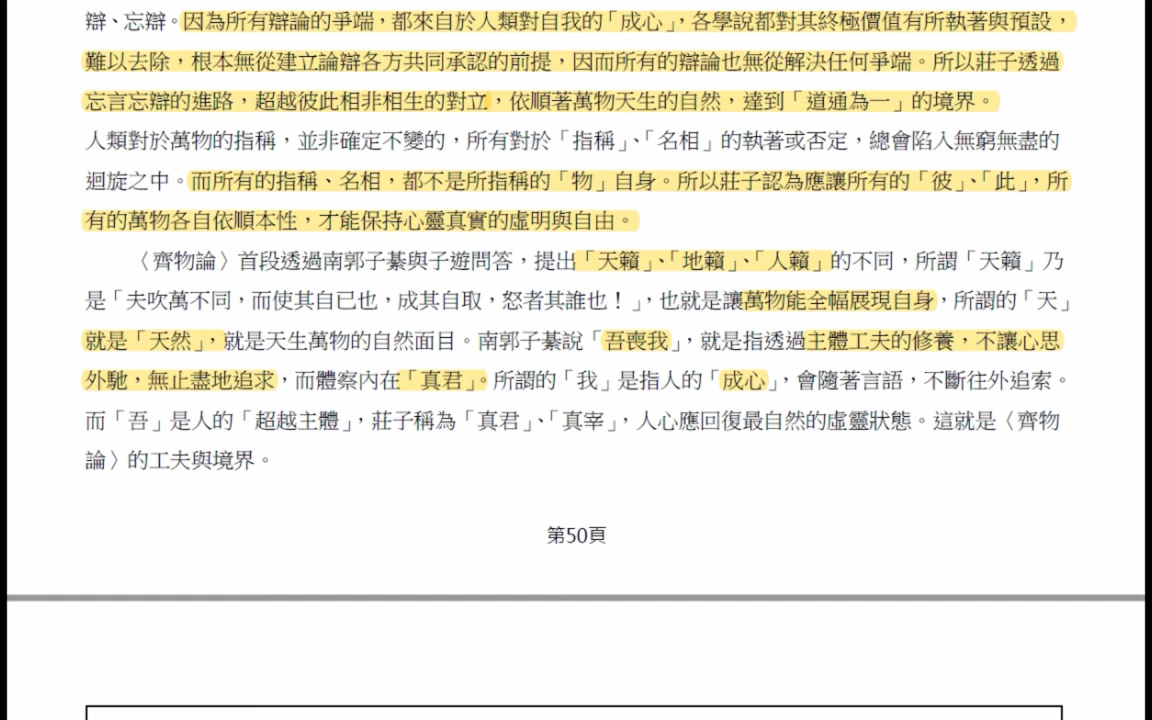 辯、忘辯。因為所有辯論的爭端，都來自於人類對自我的「成心」，各學說都對其終極價值有所執著與預設，
難以去除，根本無從建立論辯各方共同承認的前提，因而所有的辯論也無從解決任何爭端。所以莊子透過
忘言忘辯的進路，超越彼此相非相生的對立，依順著萬物天生的自然，達到「道通為一」的境界。
人類對於萬物的指稱，並非確定不變的，所有對於「指稱」、「名相」的執著或否定，總會陷入無窮無盡的
迴旋之中。而所有的指稱、名相，都不是所指稱的「物」自身。所以莊子認為應讓所有的「彼」、「此」，所
有的萬物各自依順本性，才能保持心靈真實的虛明與自由。
〈齊物論〉首段透過南郭子綦與子遊問答，提出「天籟」、「地籟」、「人籟」的不同，所謂「天籟」乃
是「夫吹萬不同，而使其自已也，成其自取，怒者其誰也！」，也就是讓萬物能全幅展現自身，所謂的「天」
就是「天然」，就是天生萬物的自然面目。南郭子綦說「吾喪我」，就是指透過主體工夫的修養，不讓心思
外馳，無止盡地追求，而體察內在「真君」。所謂的「我」是指人的「成心」，會隨著言語，不斷往外追索。
而「吾」是人的「超越主體」，莊子稱為「真君」、「真宰」，人心應回復最自然的虛靈狀態。這就是〈齊物
論〉的工夫與境界。
第50頁